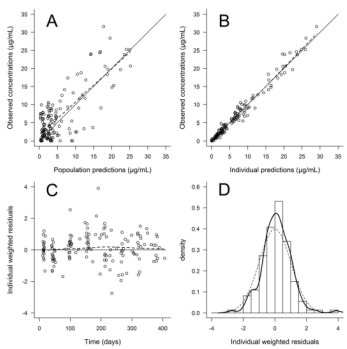 A
B
Observed concentrations (µg/mL)
35
30
25
20
15
10
5
0
0 5 10 15 20 25 30 35
Population predictions (µg/mL)
Observed concentrations (µg/mL)
35
30
25
20
15
10
5
0
0 5 10 15 20 25 30 35
Individual predictions (µg/mL)
C
D
Individual weighted residuals
4
2
0
-2
-4
0 100 200 300 400
Time (days)
density
0.6
0.5
0.4
0.3
0.2
0.1
0.0
-4 -2 0 2 4
Individual weighted residuals